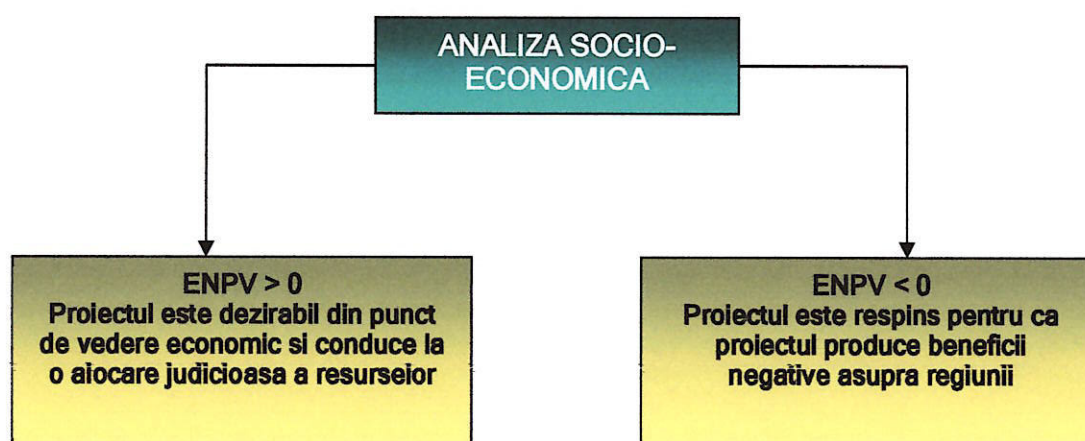 ANALIZA SOCIO-
ECONOMICA
ENPV > 0
Proiectul este dezirabil din punct
de vedere economic si conduce la
o alocare judicioasa a resurselor
ENPV < 0
Proiectul este respins pentru ca
proiectul produce beneficii
negative asupra regiunii